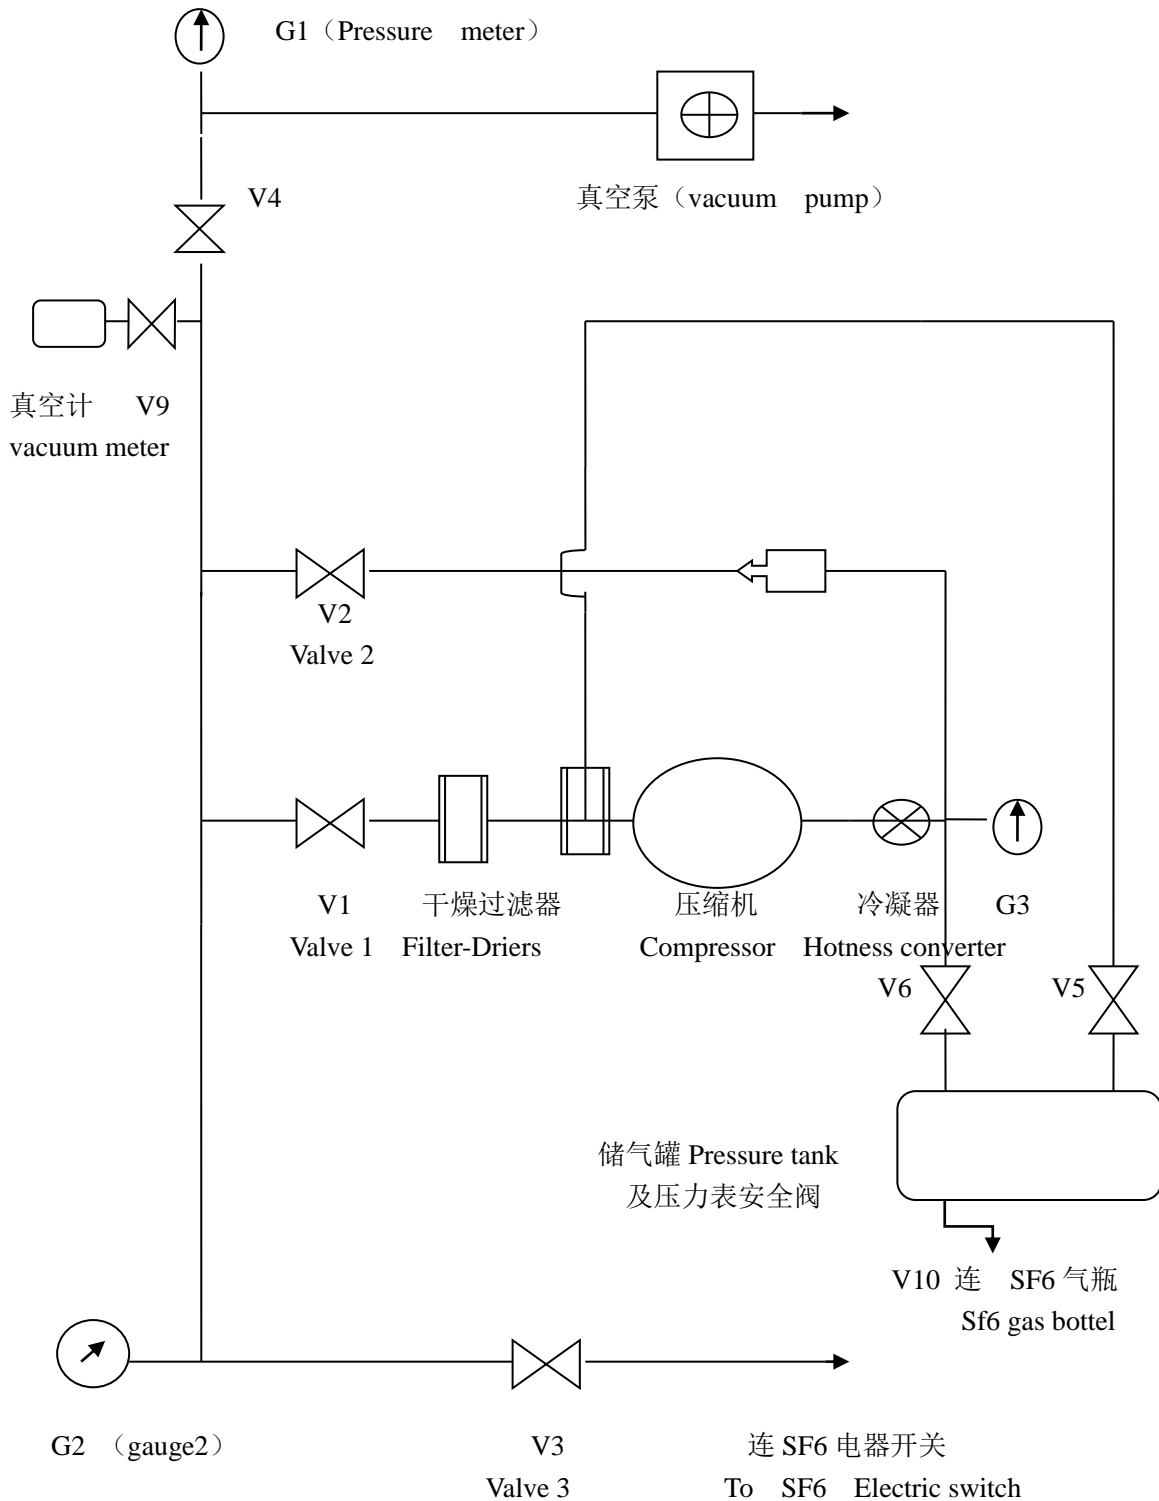 G1（Pressure meter）
V4
真空泵（vacuum pump）
真空计 V9
vacuum meter
V2
Valve 2
V1 干燥过滤器 压缩机 冷凝器 G3
Valve 1 Filter-Driers Compressor Hotness converter
V6 V5
储气罐 Pressure tank
及压力表安全阀
V10 连 SF6 气瓶
Sf6 gas bottel
G2 （gauge2） V3 连 SF6 电器开关
Valve 3 To SF6 Electric switch